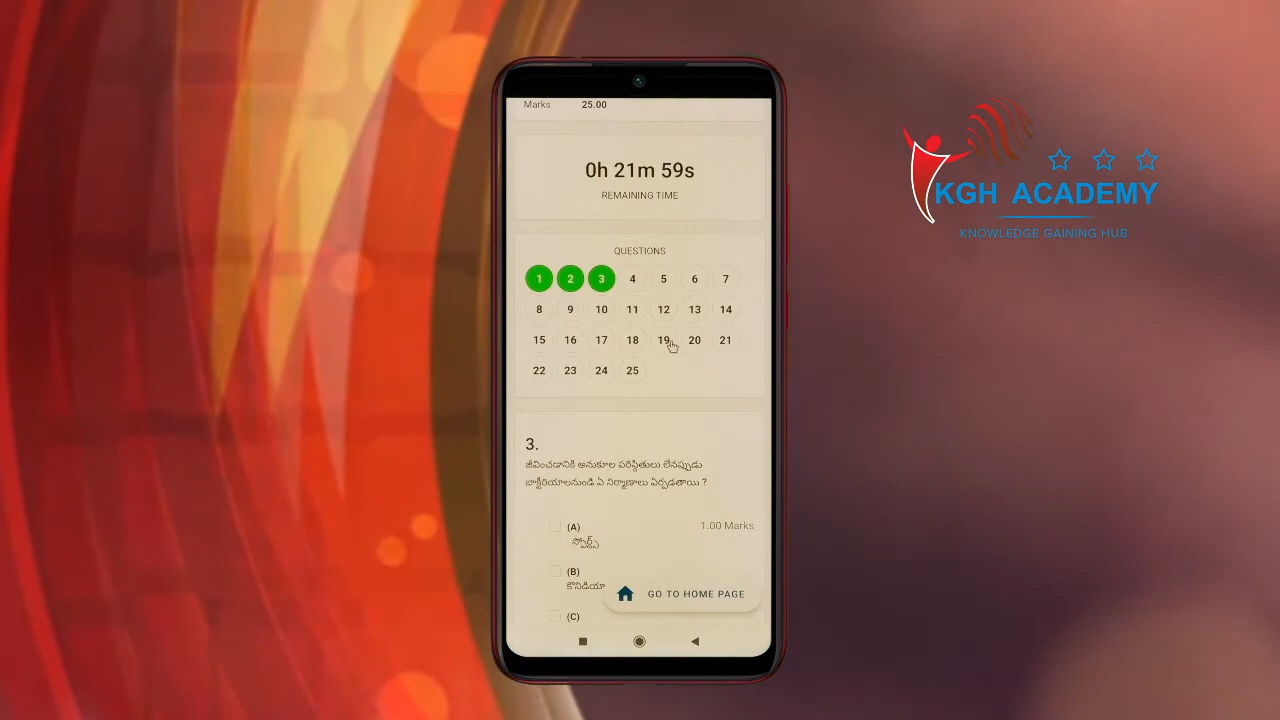 Marks 25.00
0h 21m 59s
REMAINING TIME
QUESTIONS
1 2 3 4 5 6 7
8 9 10 11 12 13 14
15 16 17 18 19 20 21
22 23 24 25
3.
జీవించడానికి అనుకూల పరిస్థితులు లేనప్పుడు
బాక్టీరియాలనుండి ఏ నిర్మాణాలు ఏర్పడతాయి ?
(A) 1.00 Marks
స్పోర్ట్స్
(B)
కొనిడియా
GO TO HOME PAGE
(C)
KGH ACADEMY
KNOWLEDGE GAINING HUB